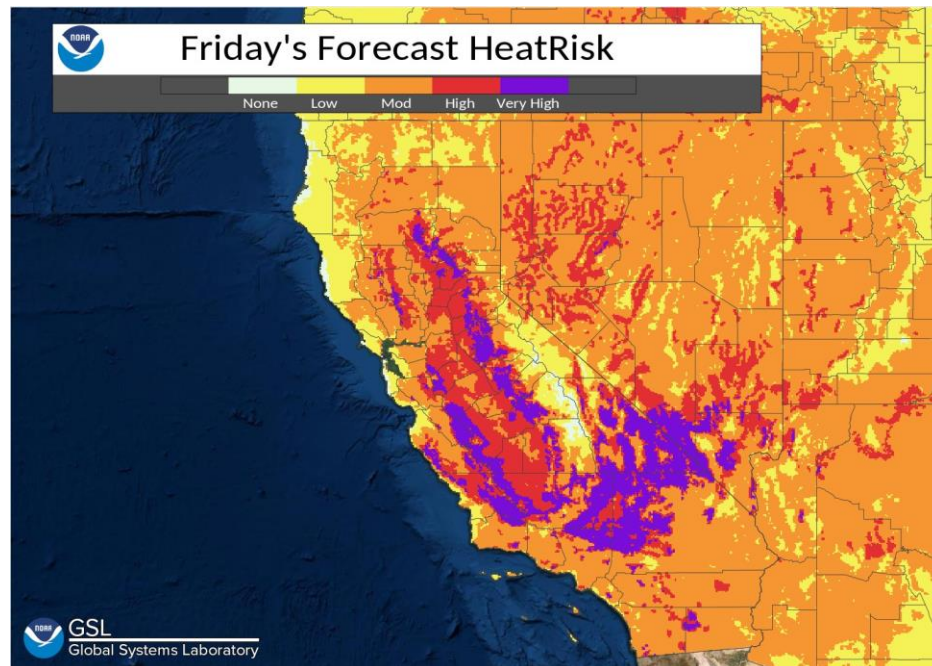 NOAA
Friday's Forecast HeatRisk
None Low Mod High Very High
NOAA
GSL
Global Systems Laboratory